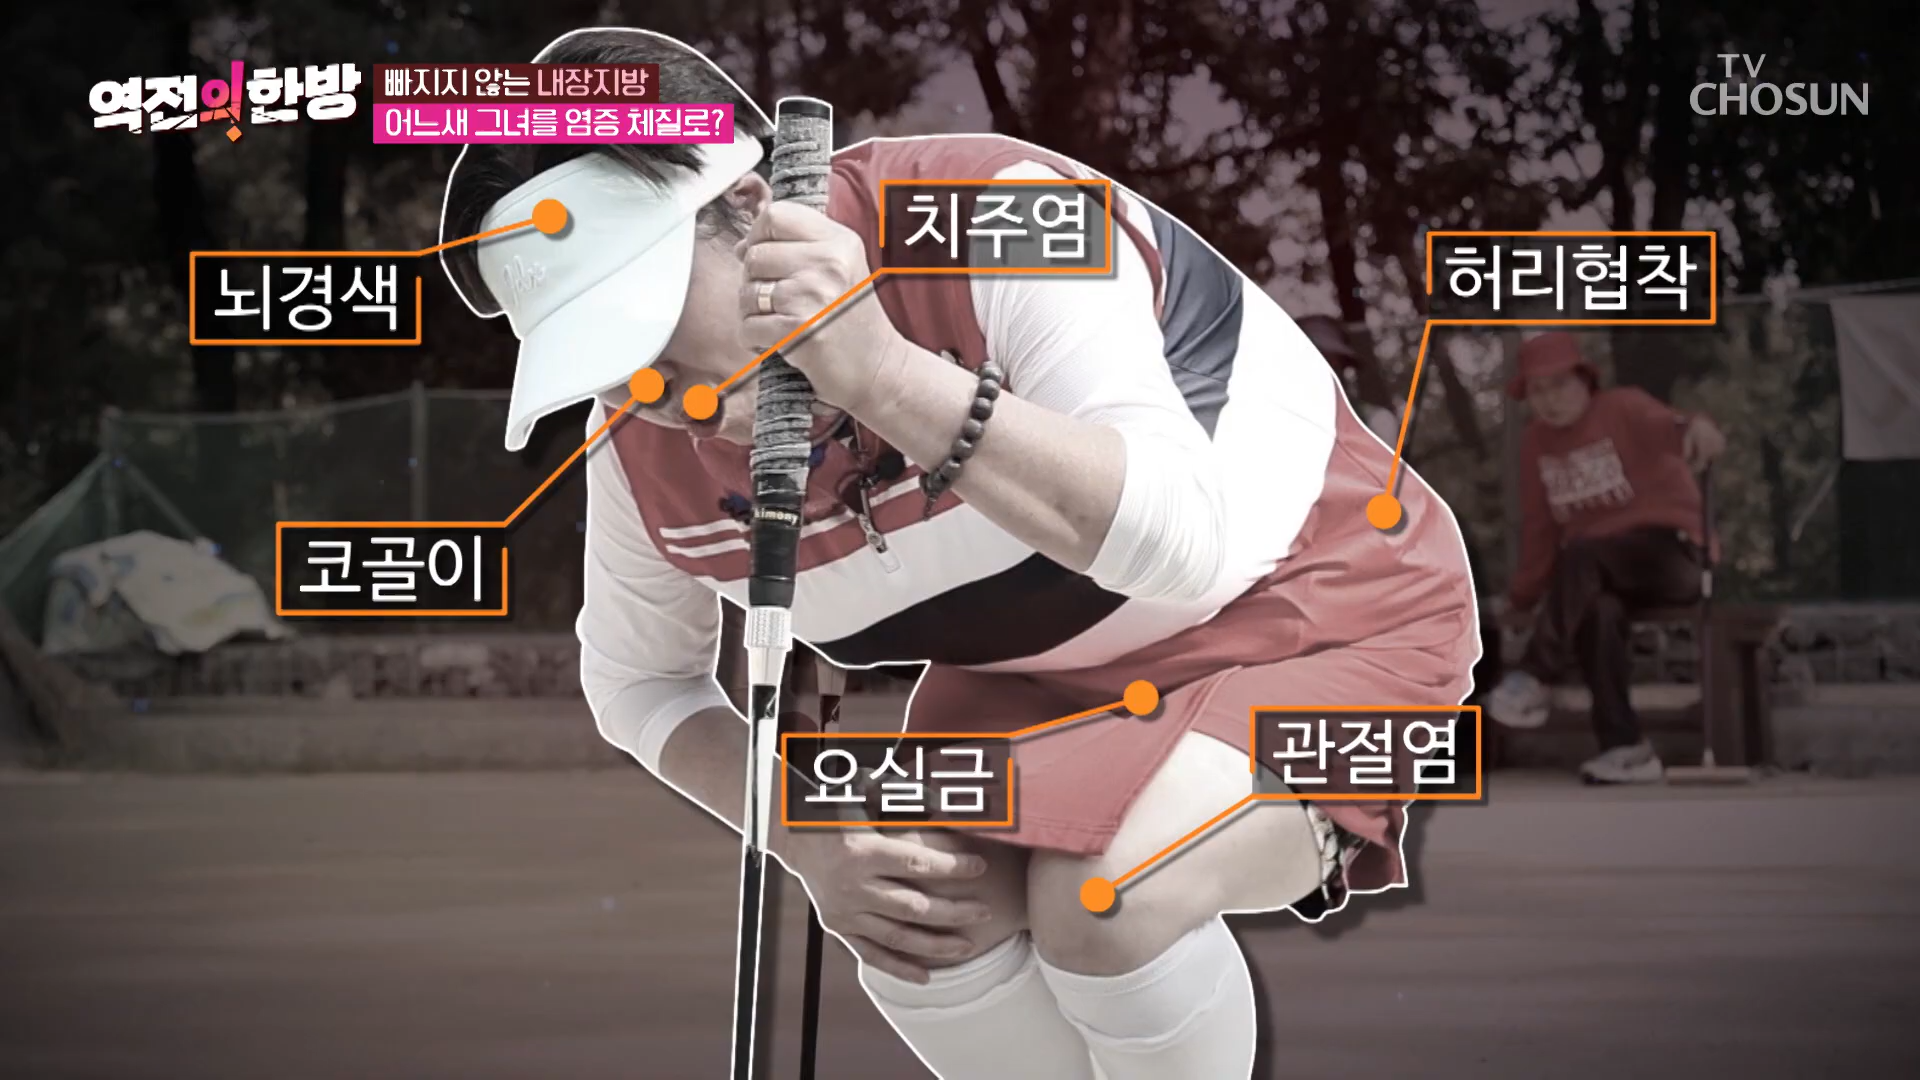 역전의 한방
빠지지 않는 내장지방
어느새 그녀를 염증 체질로?
TV
CHOSUN
치주염
뇌경색
허리협착
코골이
kimony
요실금
관절염